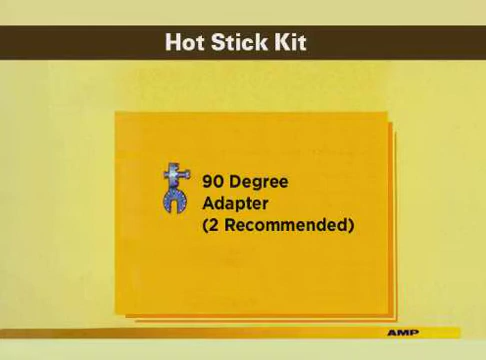 Hot Stick Kit
90 Degree
Adapter
(2 Recommended)
AMP